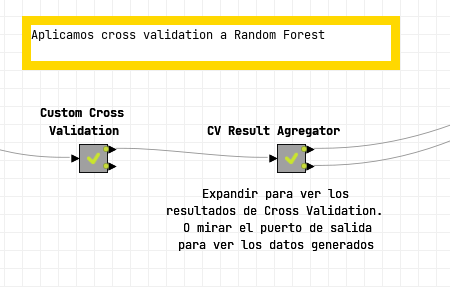 Aplicamos cross validation a Random Forest
Custom Cross
Validation
CV Result Agregator
Expandir para ver los
resultados de Cross Validation.
O mirar el puerto de salida
para ver los datos generados